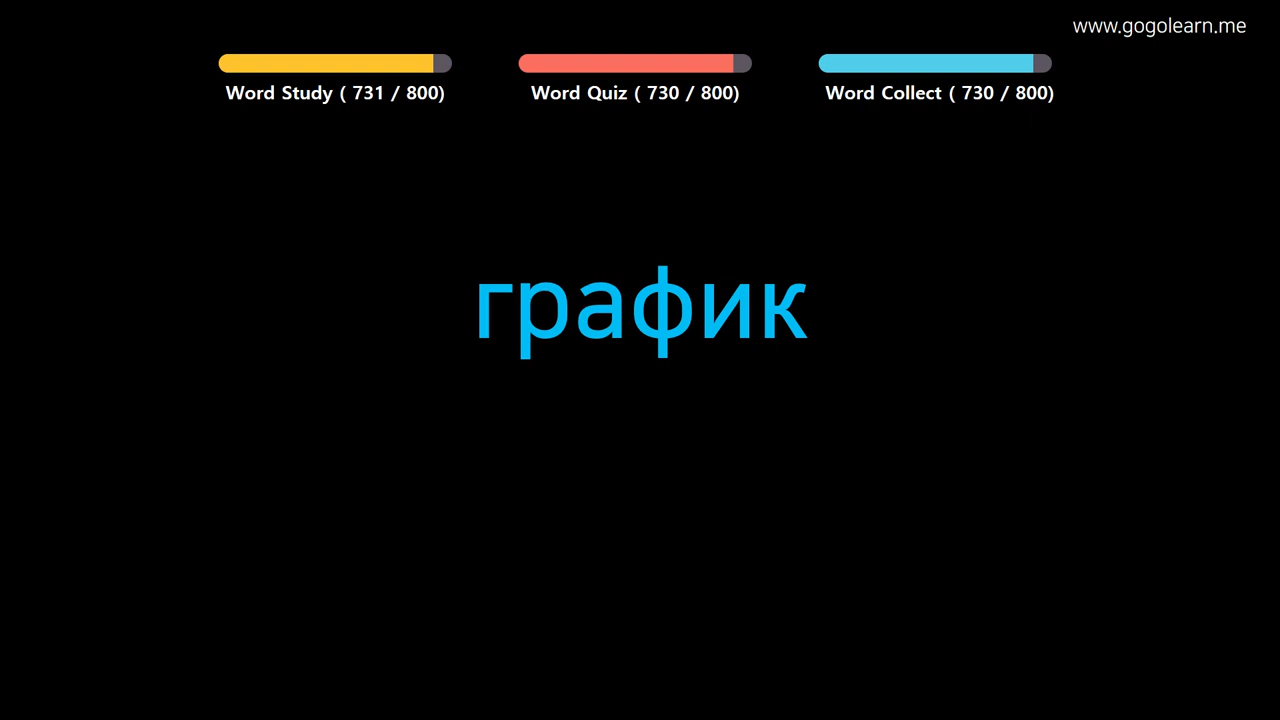 www.gogolearn.me
Word Study ( 731 / 800)
Word Quiz ( 730 / 800)
Word Collect ( 730 / 800)
график